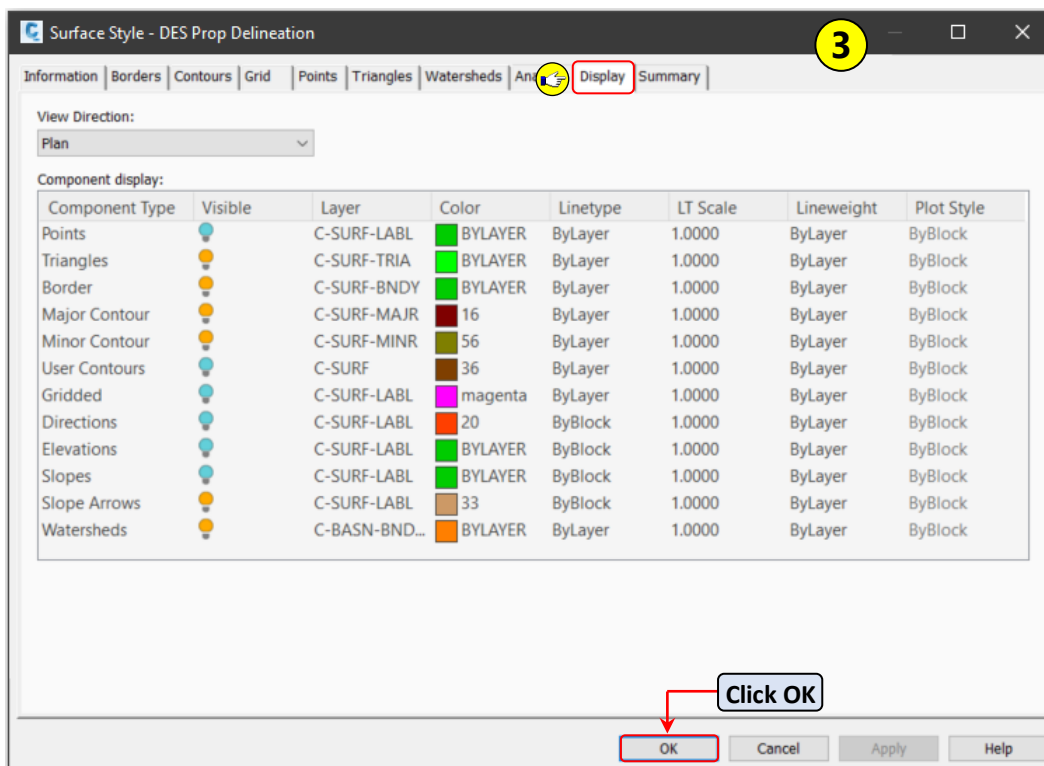 Surface Style - DES Prop Delineation
3
Information Borders Contours Grid Points Triangles Watersheds Display Summary
View Direction:
Plan
Component display:
Component Type Visible Layer Color Linetype LT Scale Lineweight Plot Style
Points C-SURF-LABL BYLAYER ByLayer 1.0000 ByLayer ByBlock
Triangles C-SURF-TRIA BYLAYER ByLayer 1.0000 ByLayer ByBlock
Border C-SURF-BNDY BYLAYER ByLayer 1.0000 ByLayer ByBlock
Major Contour C-SURF-MAJR 16 ByLayer 1.0000 ByLayer ByBlock
Minor Contour C-SURF-MINR 56 ByLayer 1.0000 ByLayer ByBlock
User Contours C-SURF 36 ByLayer 1.0000 ByLayer ByBlock
Gridded C-SURF-LABL magenta ByLayer 1.0000 ByLayer ByBlock
Directions C-SURF-LABL 20 ByBlock 1.0000 ByLayer ByBlock
Elevations C-SURF-LABL BYLAYER ByBlock 1.0000 ByLayer ByBlock
Slopes C-SURF-LABL BYLAYER ByBlock 1.0000 ByLayer ByBlock
Slope Arrows C-SURF-LABL 33 ByBlock 1.0000 ByLayer ByBlock
Watersheds C-BASN-BND... BYLAYER ByLayer 1.0000 ByLayer ByBlock
Click OK
OK Cancel Apply Help